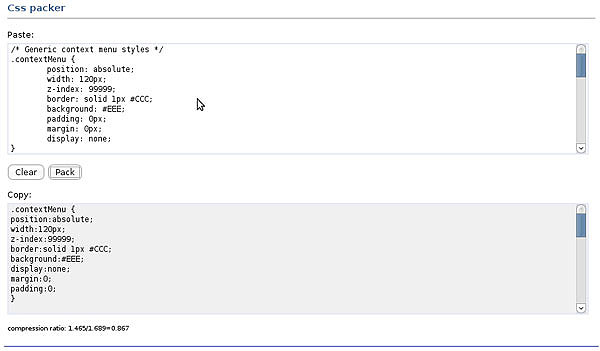 Css packer
Paste:
/* Generic context menu styles */
.contextMenu {
position: absolute;
width: 120px;
z-index: 99999;
border: solid 1px #CCC;
background: #EEE;
padding: 0px;
margin: 0px;
display: none;
}
Clear Pack
Copy:
.contextMenu {
position:absolute;
width:120px;
z-index:99999;
border:solid 1px #CCC;
background:#EEE;
display:none;
margin:0;
padding:0;
}
compression ratio: 1.465/1.689=0.867